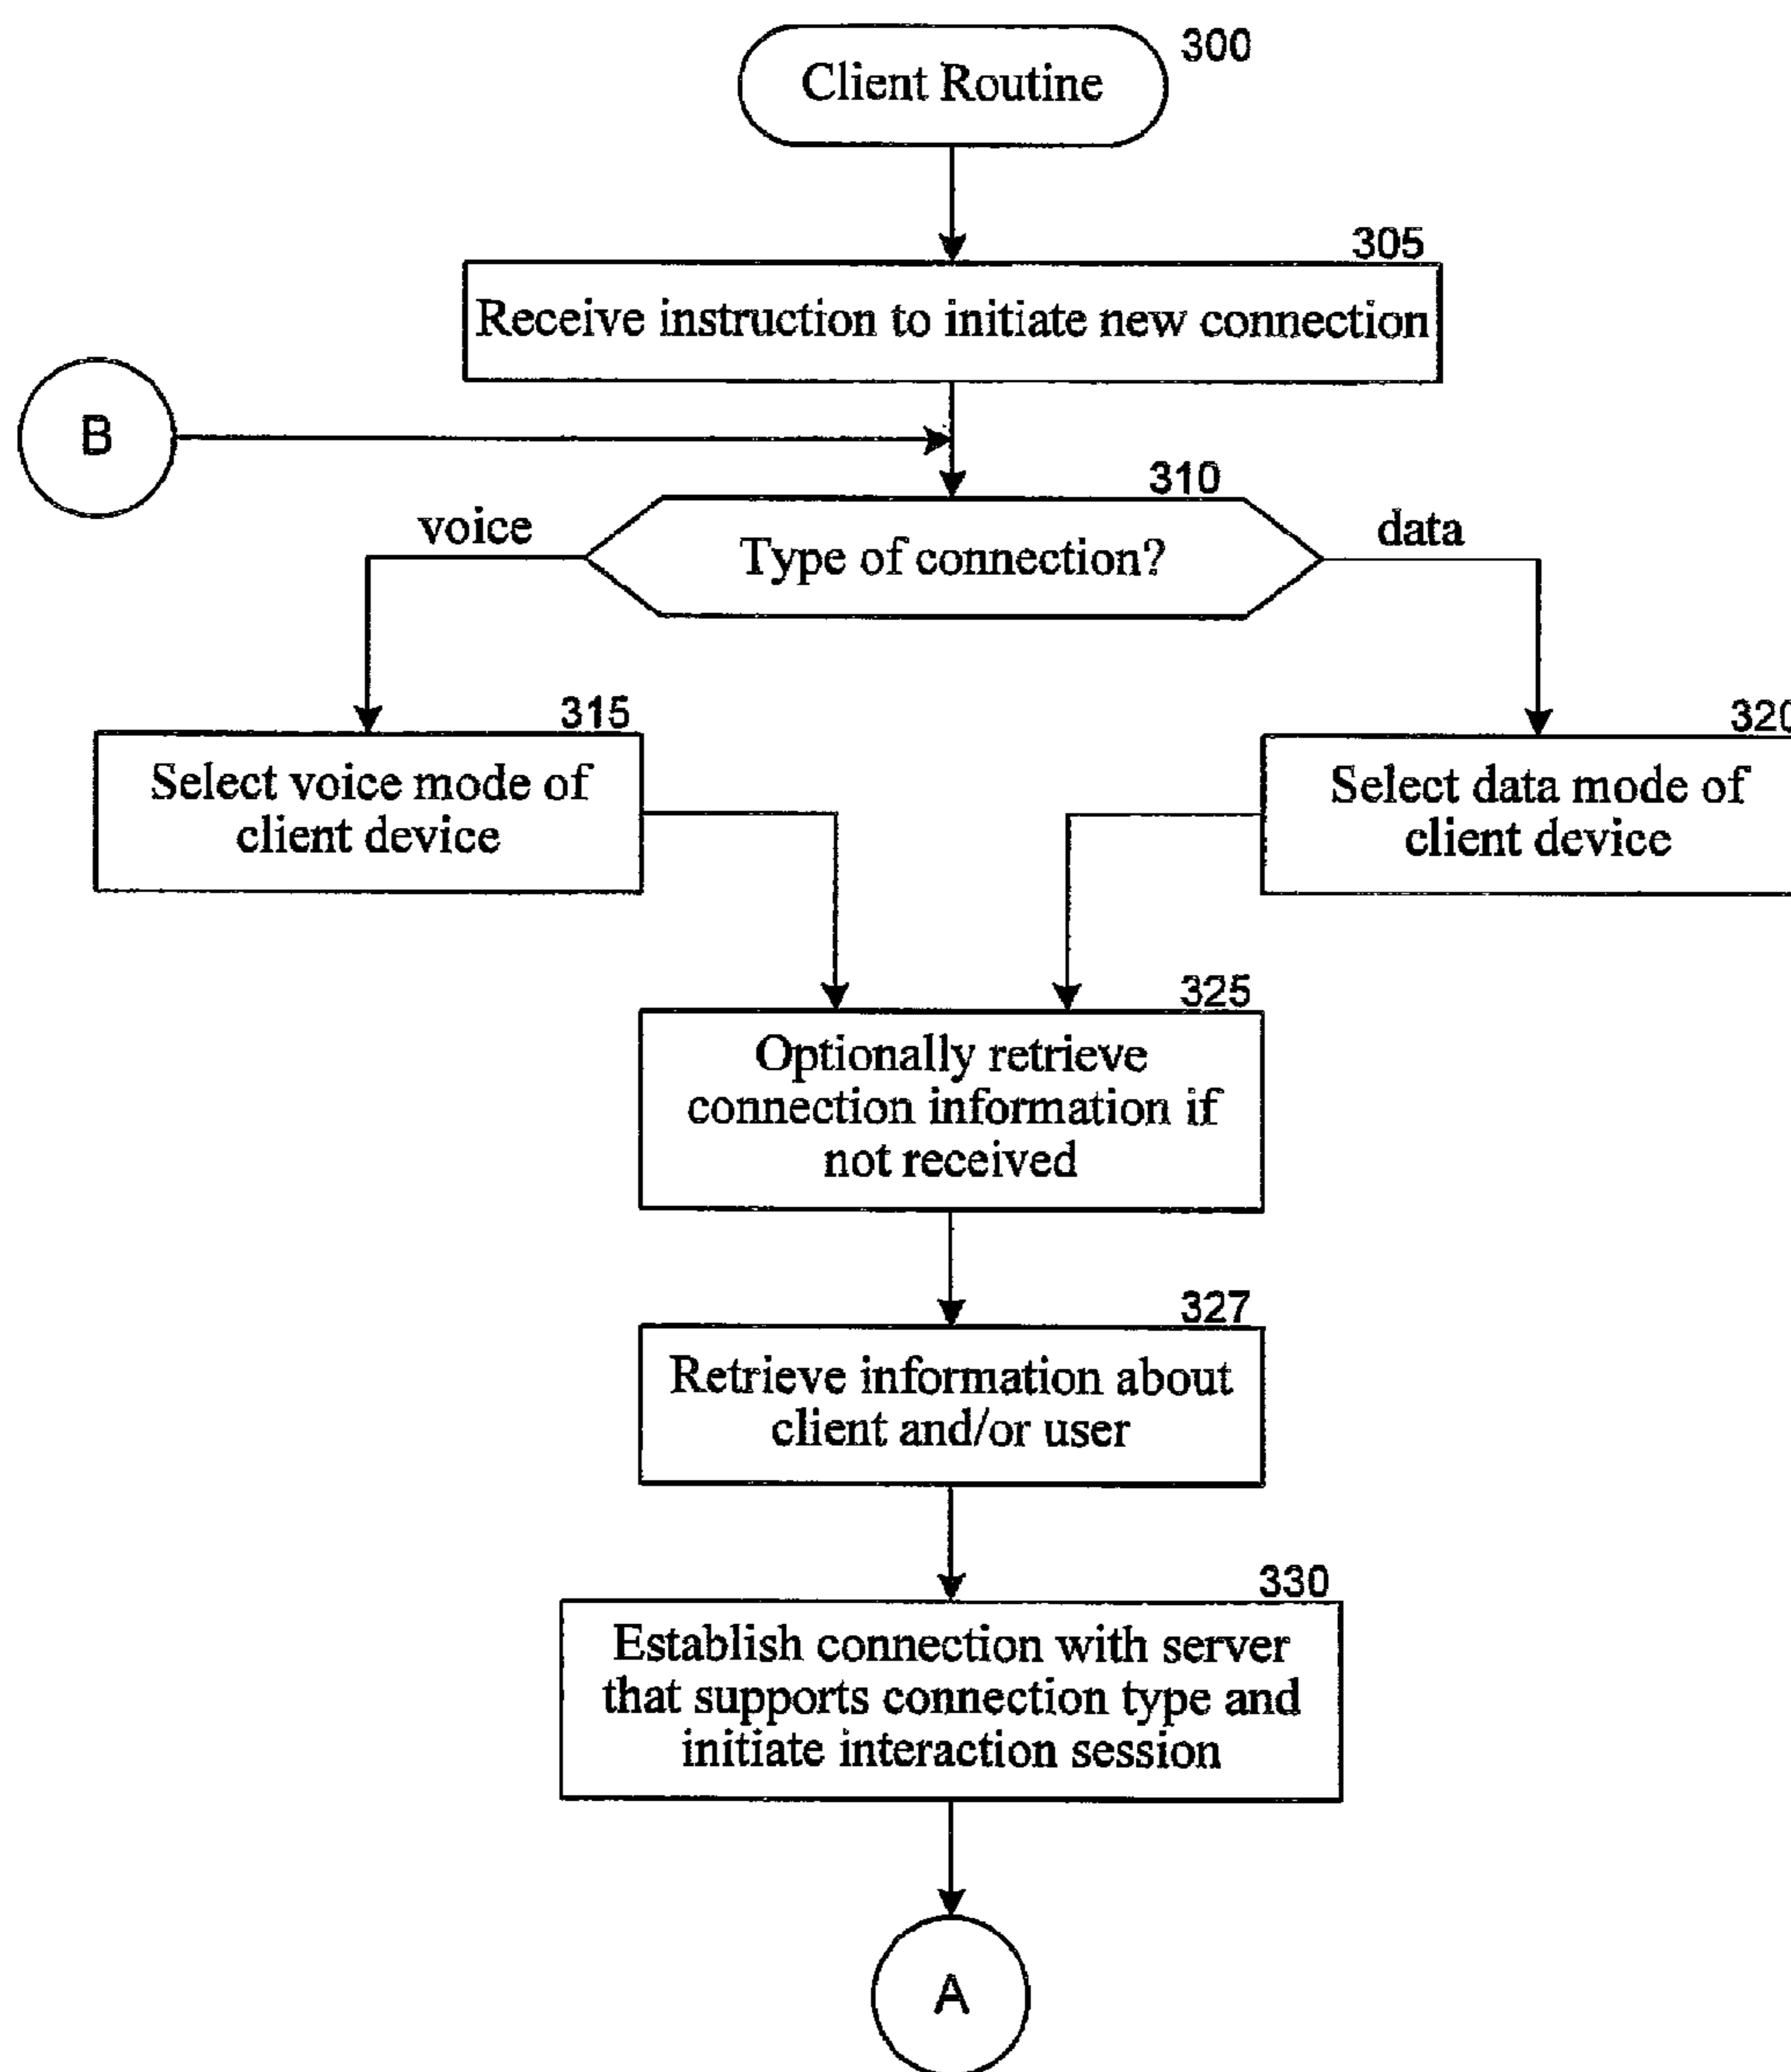 300
Client Routine
305
Receive instruction to initiate new connection
B
310
voice
Type of connection?
data
315
320
Select voice mode of
client device
Select data mode of
client device
325
Optionally retrieve
connection information if
not received
327
Retrieve information about
client and/or user
330
Establish connection with server
that supports connection type and
initiate interaction session
A